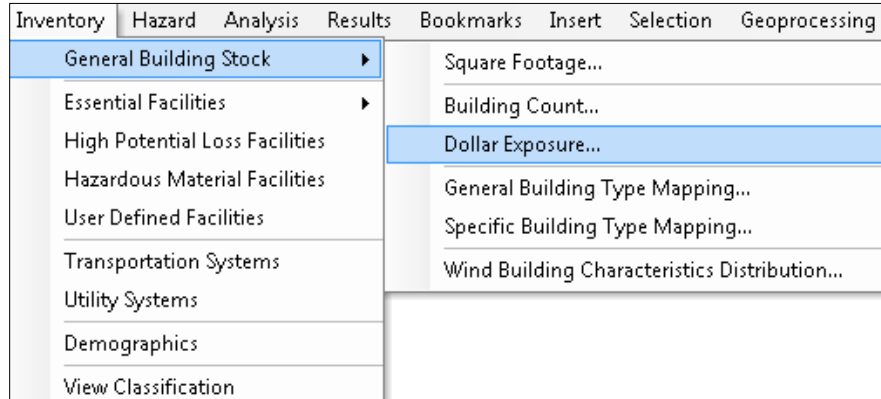 Inventory Hazard Analysis Results Bookmarks Insert Selection Geoprocessing
General Building Stock
Essential Facilities
High Potential Loss Facilities
Hazardous Material Facilities
User Defined Facilities
Transportation Systems
Utility Systems
Demographics
View Classification
Square Footage...
Building Count...
Dollar Exposure...
General Building Type Mapping...
Specific Building Type Mapping...
Wind Building Characteristics Distribution...